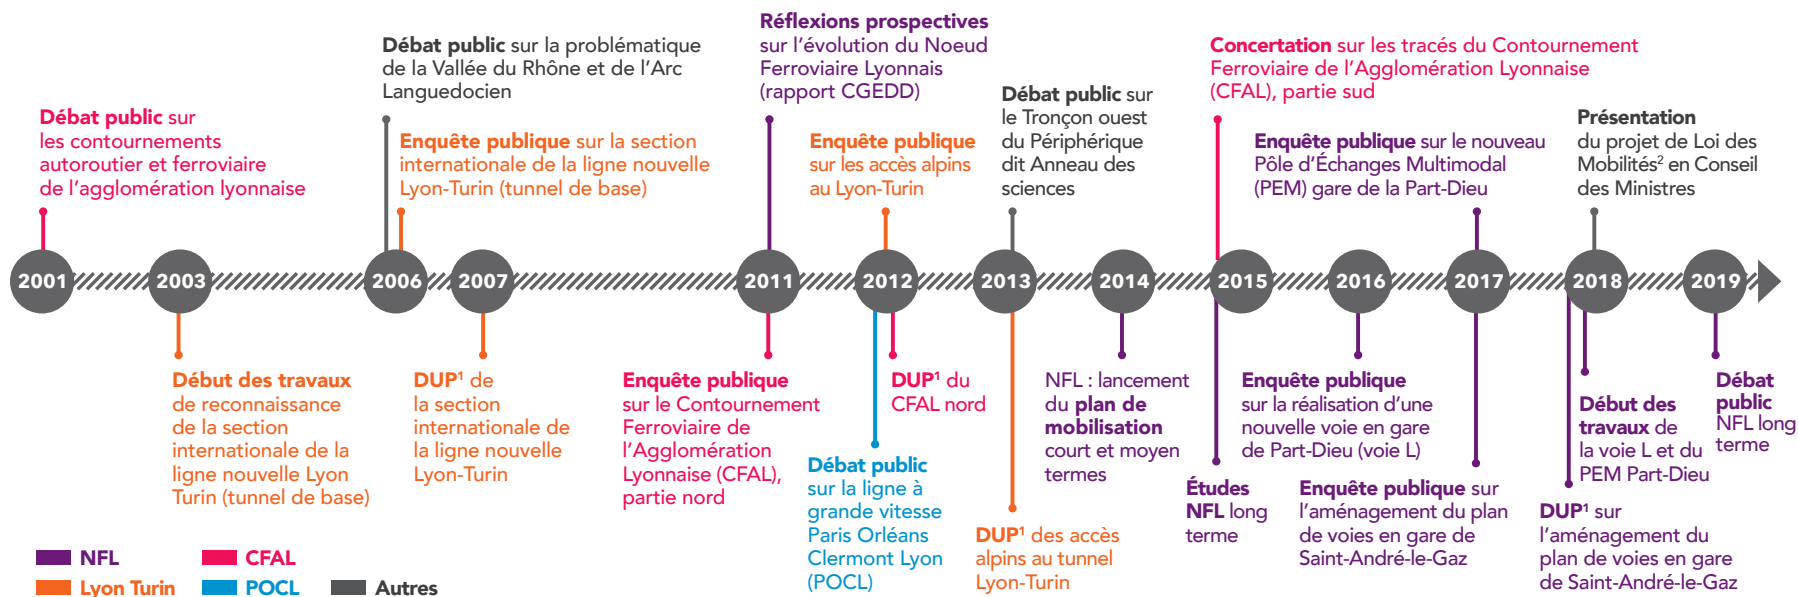 Débat public sur
les contournements
autoroutier et ferroviaire
de l'agglomération lyonnaise
Débat public sur la problématique
de la Vallée du Rhône et de l'Arc
Languedocien
Enquête publique sur la section
internationale de la ligne nouvelle
Lyon-Turin (tunnel de base)
Réflexions prospectives
sur l'évolution du Noeud
Ferroviaire Lyonnais
(rapport CGEDD)
Enquête publique
sur les accès alpins
au Lyon-Turin
Débat public sur
le Tronçon ouest
du Périphérique
dit Anneau des
sciences
Concertation sur les tracés du Contournement
Ferroviaire de l'Agglomération Lyonnaise
(CFAL), partie sud
Enquête publique sur le nouveau
Pôle d'Échanges Multimodal
(PEM) gare de la Part-Dieu
Présentation
du projet de Loi des
Mobilités² en Conseil
des Ministres
2001 2003 2006 2007 2011 2012 2013 2014 2015 2016 2017 2018 2019
Début des travaux
de reconnaissance
de la section
internationale de la
ligne nouvelle Lyon
Turin (tunnel de base)
DUP¹ de
la section
internationale de
la ligne nouvelle
Lyon-Turin
Enquête publique
sur le Contournement
Ferroviaire de
l'Agglomération
Lyonnaise (CFAL),
partie nord
Débat public
sur la ligne à
grande vitesse
Paris Orléans
Clermont Lyon
(POCL)
DUP¹ du
CFAL nord
DUP¹ des accès
alpins au tunnel
Lyon-Turin
NFL : lancement
du plan de
mobilisation
court et moyen
termes
Études
NFL long
terme
Enquête publique
sur la réalisation d'une
nouvelle voie en gare
de Part-Dieu (voie L)
Enquête publique sur
l'aménagement du plan
de voies en gare de
Saint-André-le-Gaz
DUP¹ sur
l'aménagement du
plan de voies en gare
de Saint-André-le-Gaz
Début des
travaux de
la voie L et du
PEM Part-Dieu
Débat
public
NFL long
terme
NFL
CFAL
Lyon Turin
POCL
Autres